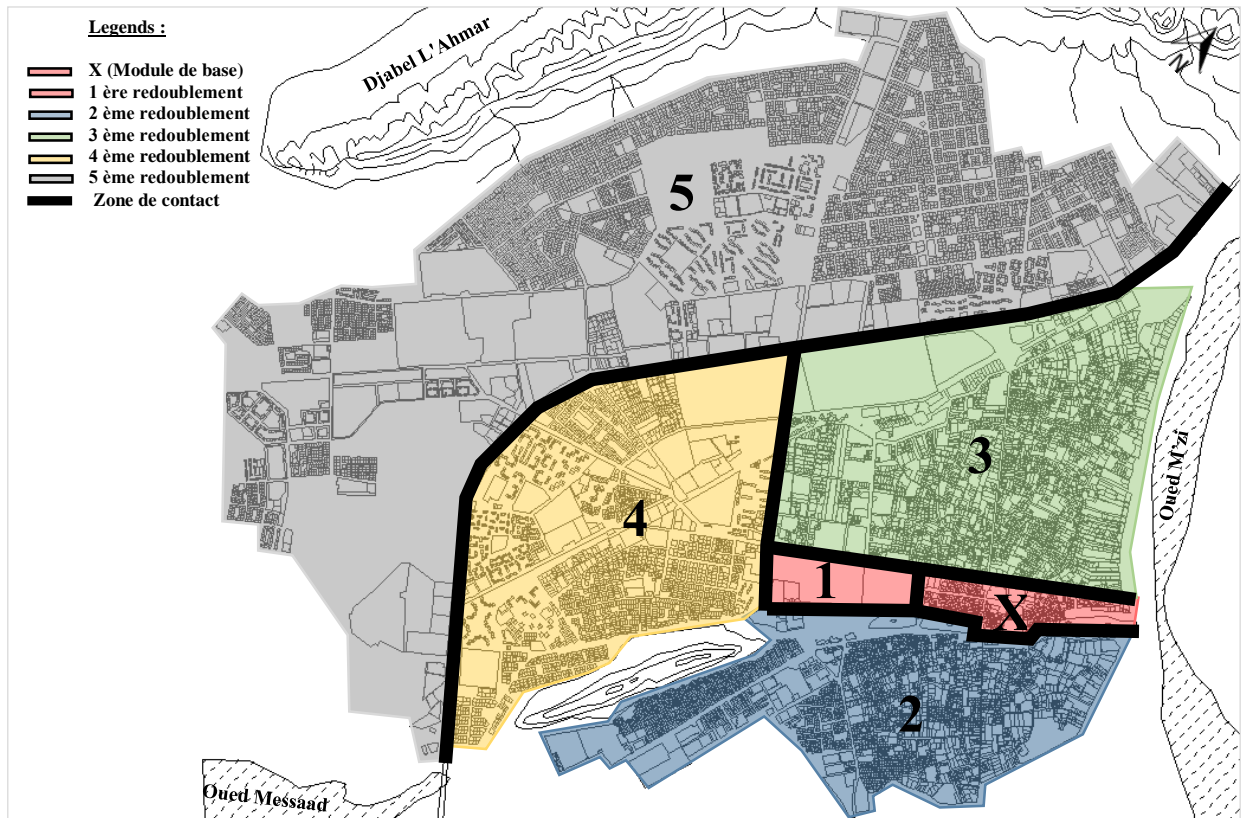 Legends :
X (Module de base)
1 ère redoublement
2 ème redoublement
3 ème redoublement
4 ème redoublement
5 ème redoublement
Zone de contact
Djabel L'Ahmar
N
5
3
Oued M'zi
4
1
X
2
Oued Messaad